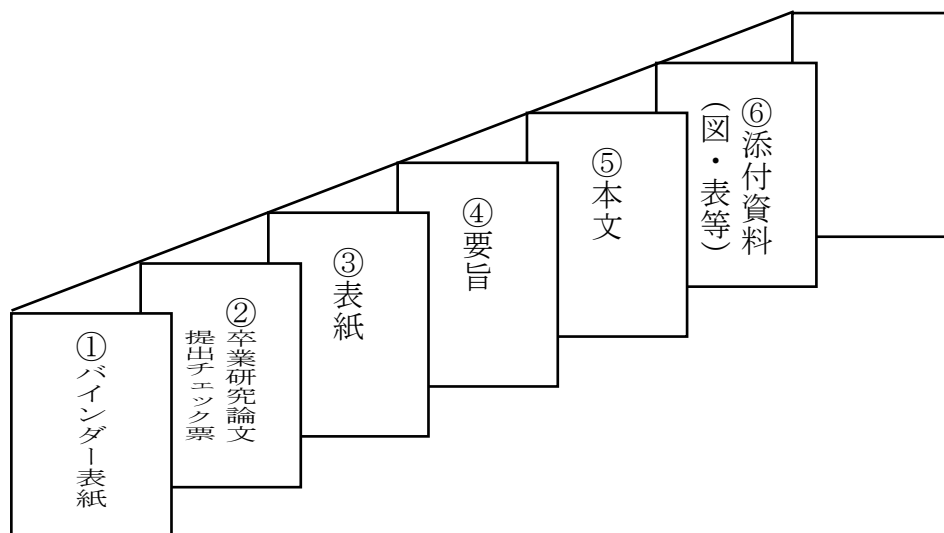 ①バインダー表紙
②卒業研究論文
提出チェック票
③表紙
④要旨
⑤本文
⑥添付資料
(図・表等)